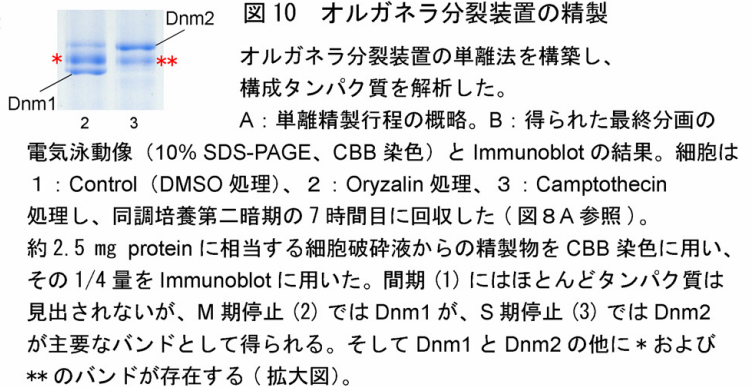 図10 オルガネラ分裂装置の精製
Dnm2
*
**
Dnm1
2 3
オルガネラ分裂装置の単離法を構築し、
構成タンパク質を解析した。
A：単離精製行程の概略。B：得られた最終分画の
電気泳動像（10% SDS-PAGE、CBB 染色）と Immunoblot の結果。細胞は
１：Control（DMSO 処理）、２：Oryzalin 処理、３：Camptothecin
処理し、同調培養第二暗期の 7 時間目に回収した（図８A 参照）。
約 2.5 mg protein に相当する細胞破砕液からの精製物を CBB 染色に用い、
その 1/4 量を Immunoblot に用いた。間期 (1) にはほとんどタンパク質は
見出されないが、M 期停止 (2) では Dnm1 が、S 期停止 (3) では Dnm2
が主要なバンドとして得られる。そして Dnm1 と Dnm2 の他に * および
** のバンドが存在する ( 拡大図)。